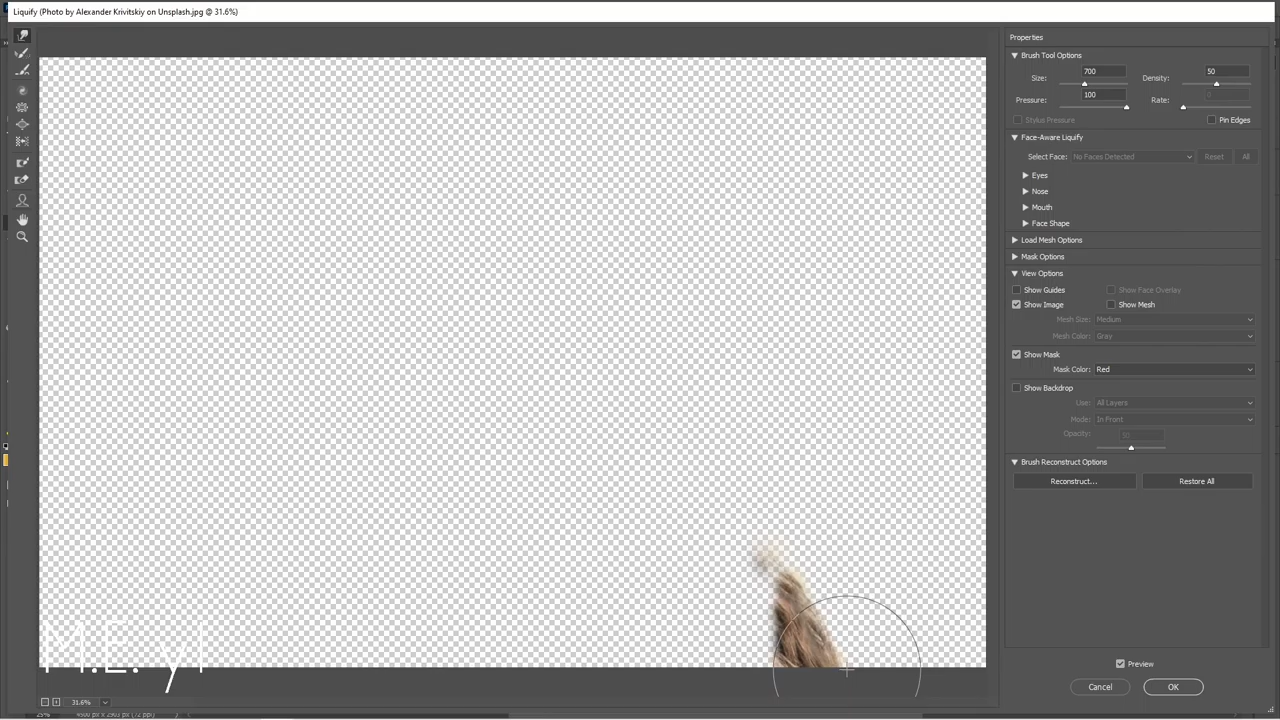 Liquify (Photo by Alexander Krivitskiy on Unsplash.jpg @ 31.6%)
Properties
Brush Tool Options
Size: 700 Density: 50
Pressure: 100 Rate: 0
Stylus Pressure Pin Edges
Face-Aware Liquify
Select Face: No Faces Detected Reset All
Eyes
Nose
Mouth
Face Shape
Load Mesh Options
Mask Options
View Options
Show Guides Show Face Overlay
Show Image Show Mesh
Mesh Size: Medium
Mesh Color: Gray
Show Mask
Mask Color: Red
Show Backdrop
Use: All Layers
Mode: In Front
Opacity: 50
Brush Reconstruct Options
Reconstruct... Restore All
M.E. yl
Preview
Cancel OK
31.6%